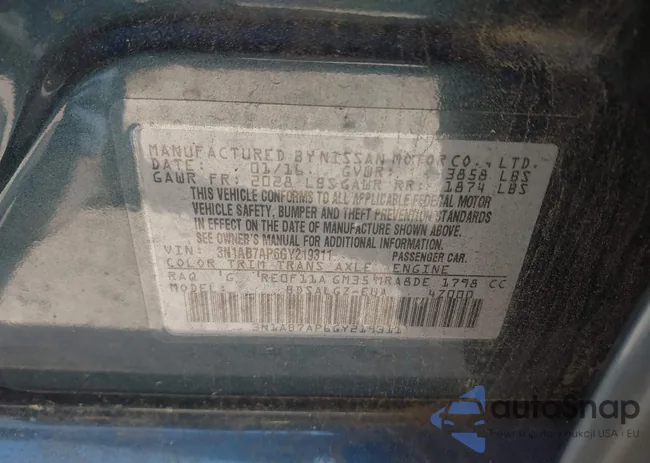 MANUFACTURED BY NISSAN MOTOR CO., LTD.
DATE: 01/16 GVWR: 3858 LBS
GAWR FR: 2028 LBS GAWR RR: 1874 LBS
THIS VEHICLE CONFORMS TO ALL APPLICABLE FEDERAL MOTOR
VEHICLE SAFETY, BUMPER AND THEFT PREVENTION STANDARDS
IN EFFECT ON THE DATE OF MANUFACTURE SHOWN ABOVE.
SEE OWNER'S MANUAL FOR ADDITIONAL INFORMATION.
VIN: 3N1AB7AP6GY219311 PASSENGER CAR.
COLOR TRIM TRANS AXLE ENGINE
RAQ G RE0F11A GM35 MRA8DE 1798 CC
MODEL: 47000
3N1AB7AP6GY219311
autoSnap
USA i EU